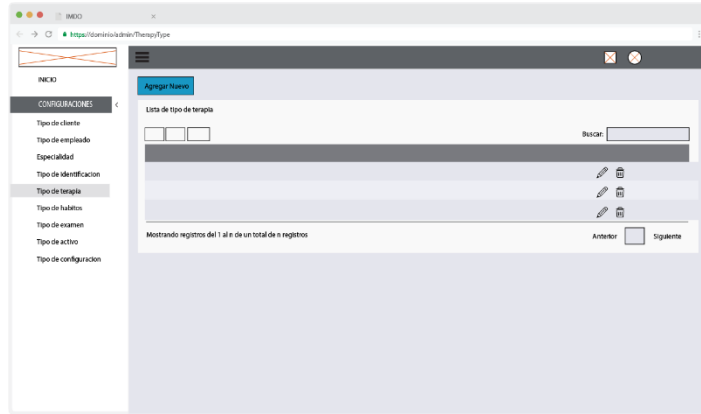 IMDO
https://dominio/admin/TherapyType
INICIO
Agregar Nuevo
CONFIGURACIONES <
Lista de tipo de terapia
Tipo de cliente
Tipo de empleado
Buscar:
Especialidad
Tipo de identificacion
Tipo de terapia
Tipo de habitos
Tipo de examen
Mostrando registros del 1 al n de un total de n registros
Anterior
Siguiente
Tipo de activo
Tipo de configuracion